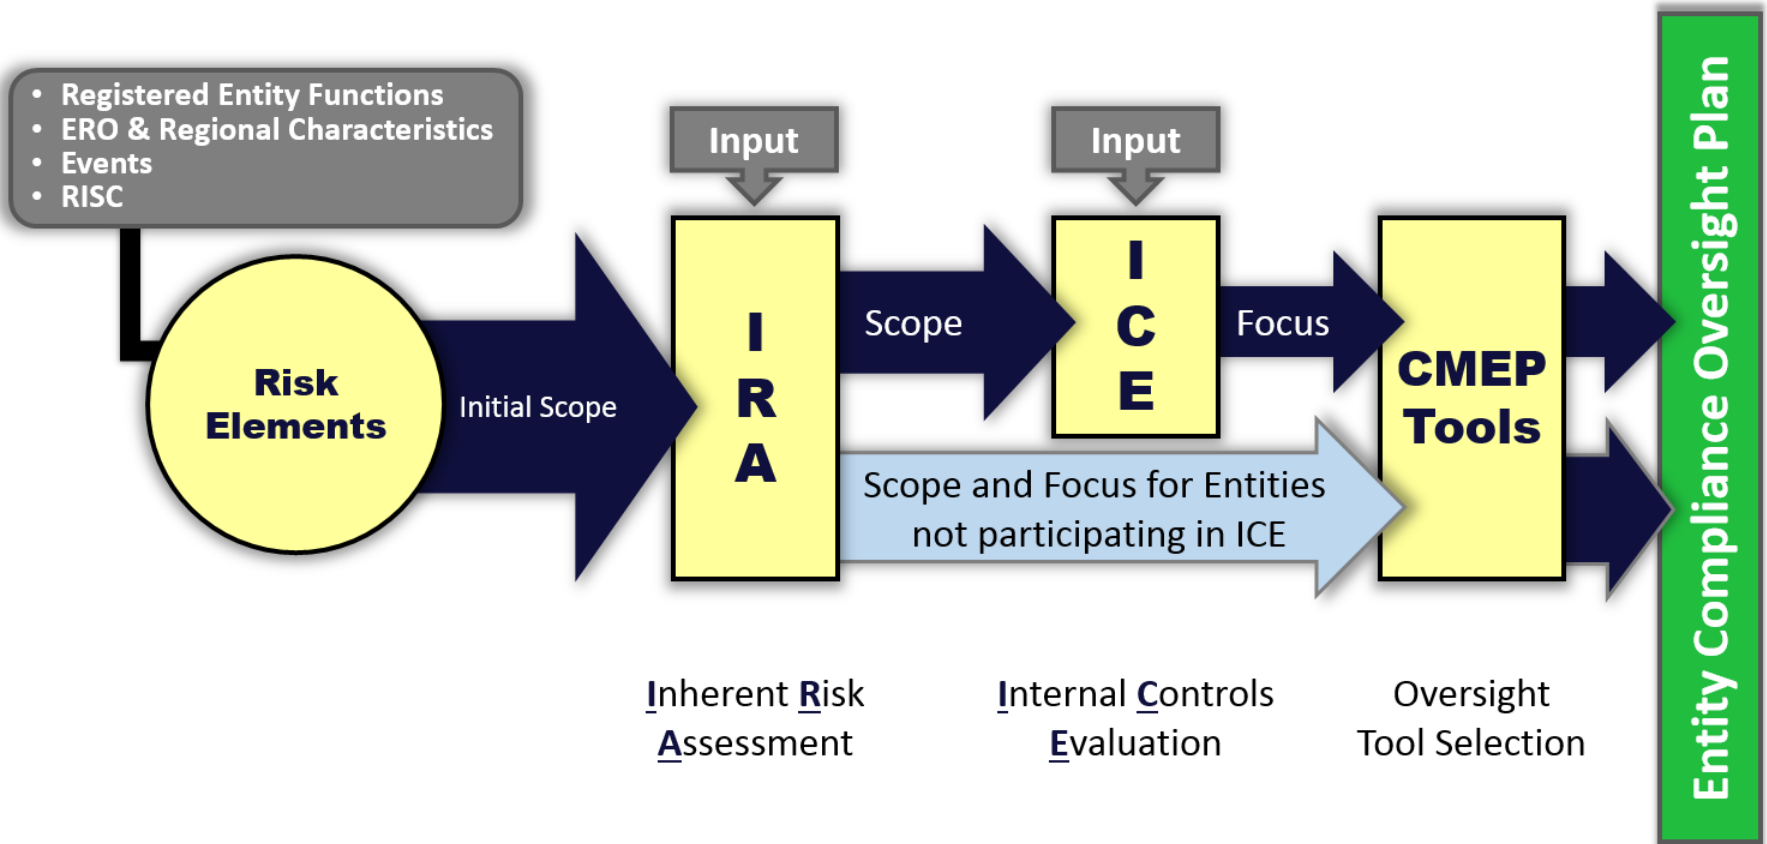 • Registered Entity Functions
• ERO & Regional Characteristics
• Events
• RISC
Risk
Elements
Initial Scope
Input
I
R
A
Scope
Input
I
C
E
Focus
Scope and Focus for Entities
not participating in ICE
CMEP
Tools
Entity Compliance Oversight Plan
Inherent Risk
Assessment
Internal Controls
Evaluation
Oversight
Tool Selection